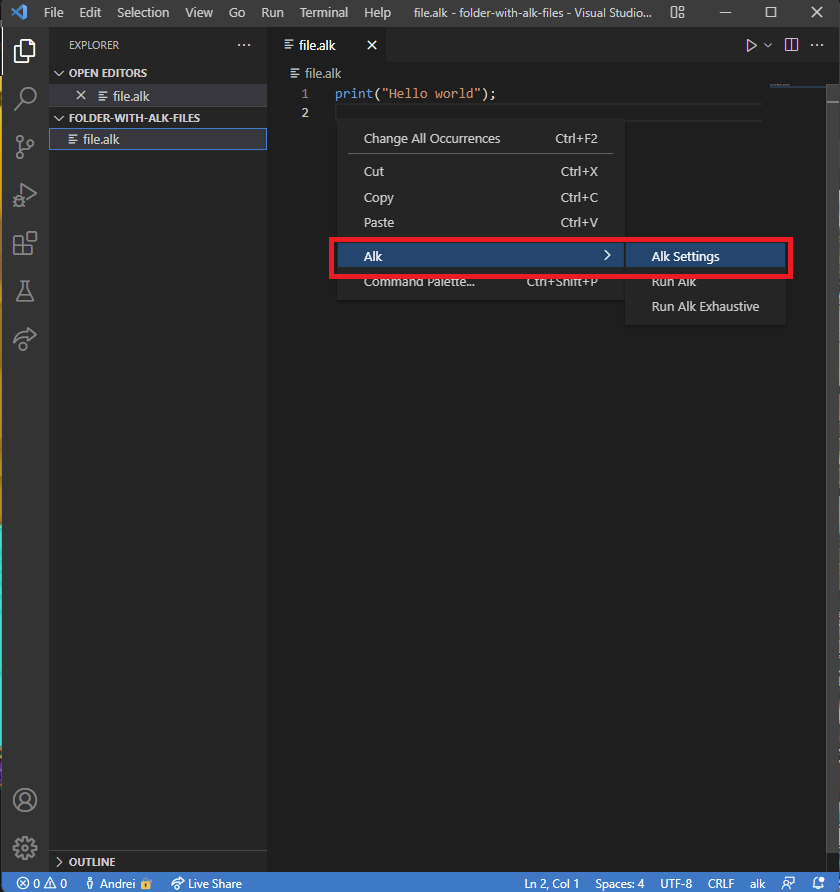 File Edit Selection View Go Run Terminal Help file.alk - folder-with-alk-files - Visual Studio...
EXPLORER
OPEN EDITORS
file.alk
FOLDER-WITH-ALK-FILES
file.alk
OUTLINE
file.alk
file.alk
1 print("Hello world");
2
Change All Occurrences Ctrl+F2
Cut Ctrl+X
Copy Ctrl+C
Paste Ctrl+V
Alk
Command Palette... Ctrl+Shift+P
Alk Settings
Run Alk
Run Alk Exhaustive
0 0 Andrei Live Share Ln 2, Col 1 Spaces: 4 UTF-8 CRLF alk